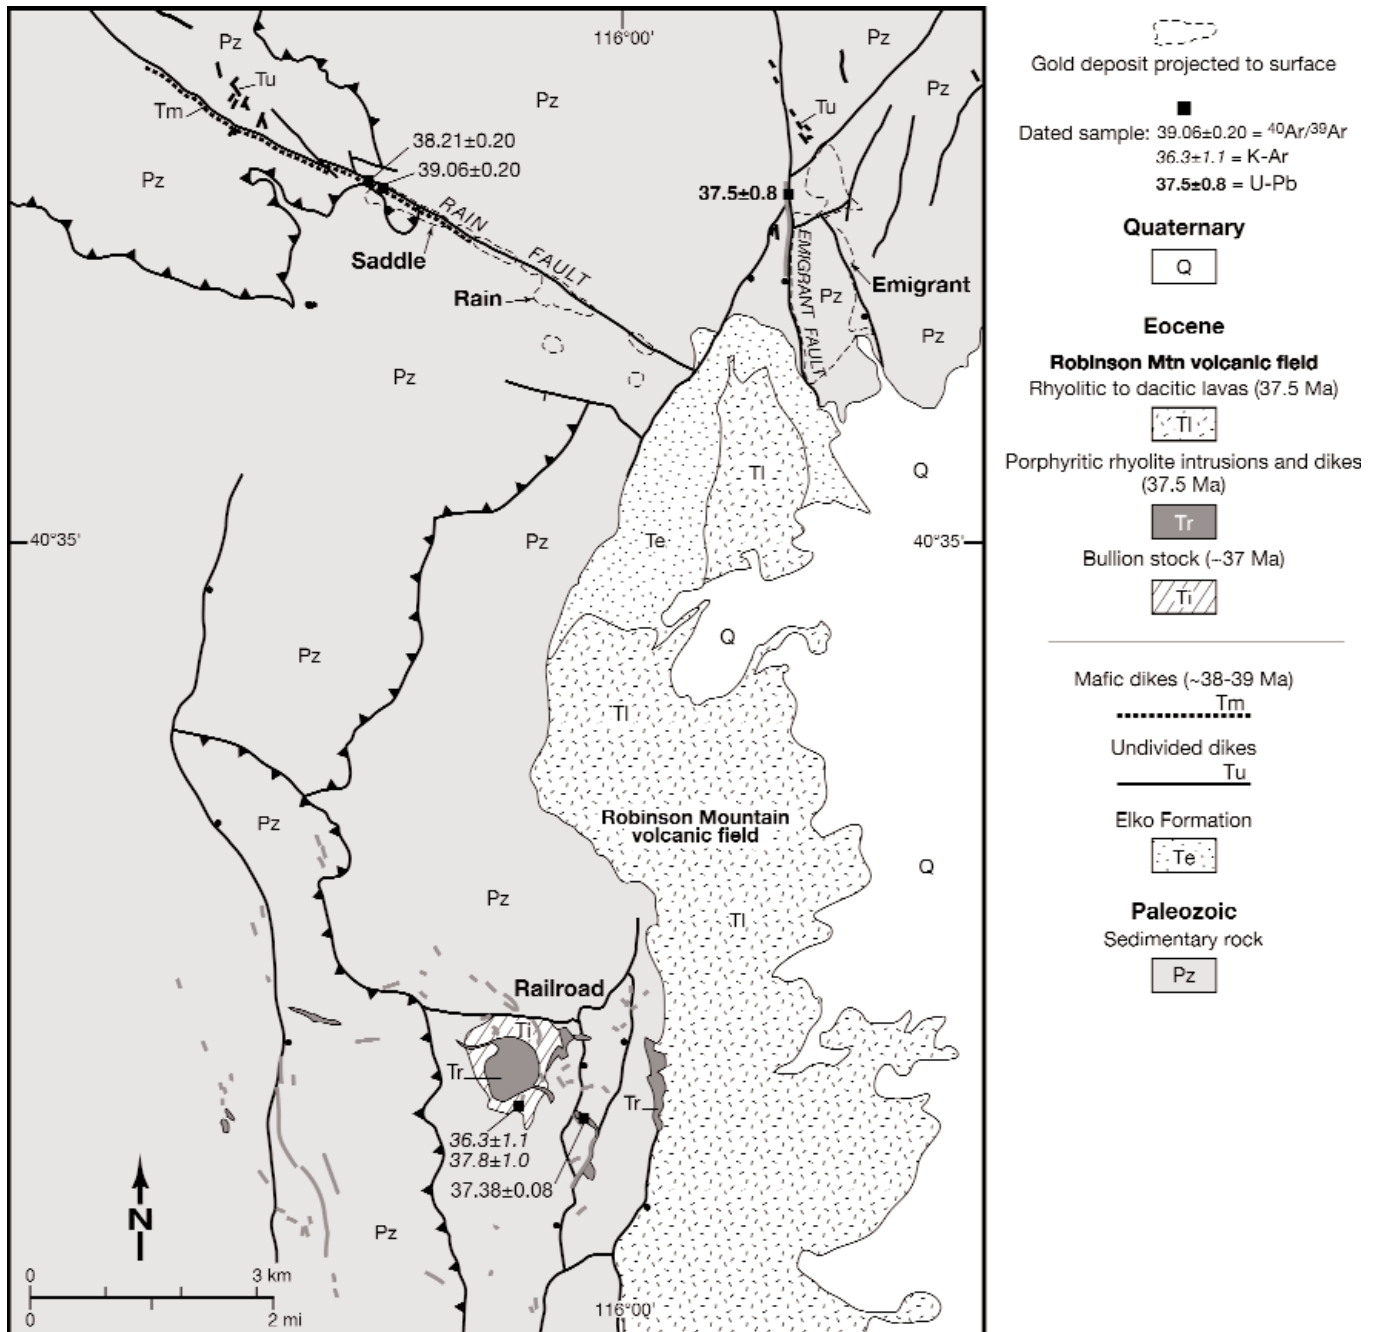 116°00'
Pz
Pz
Tu
Pz
Pz
Tm
Tu
38.21±0.20
39.06±0.20
Pz
37.5±0.8
RAIN FAULT
Saddle
Rain
EMIGRANT FAULT
Pz
Emigrant
Pz
Pz
Tl
Q
40°35'
Pz
Te
40°35'
Q
Pz
Tl
Robinson Mountain
volcanic field
Pz
Q
Pz
Tl
Railroad
Ti
Tr
Tr
36.3±1.1
37.8±1.0
37.38±0.08
N
Pz
0
3 km
0
2 mi
116°00'
Gold deposit projected to surface
Dated sample: 39.06±0.20 = ⁴⁰Ar/³⁹Ar
36.3±1.1 = K-Ar
37.5±0.8 = U-Pb
Quaternary
Q
Eocene
Robinson Mtn volcanic field
Rhyolitic to dacitic lavas (37.5 Ma)
Tl
Porphyritic rhyolite intrusions and dikes
(37.5 Ma)
Tr
Bullion stock (~37 Ma)
Ti
Mafic dikes (~38-39 Ma)
Tm
Undivided dikes
Tu
Elko Formation
Te
Paleozoic
Sedimentary rock
Pz